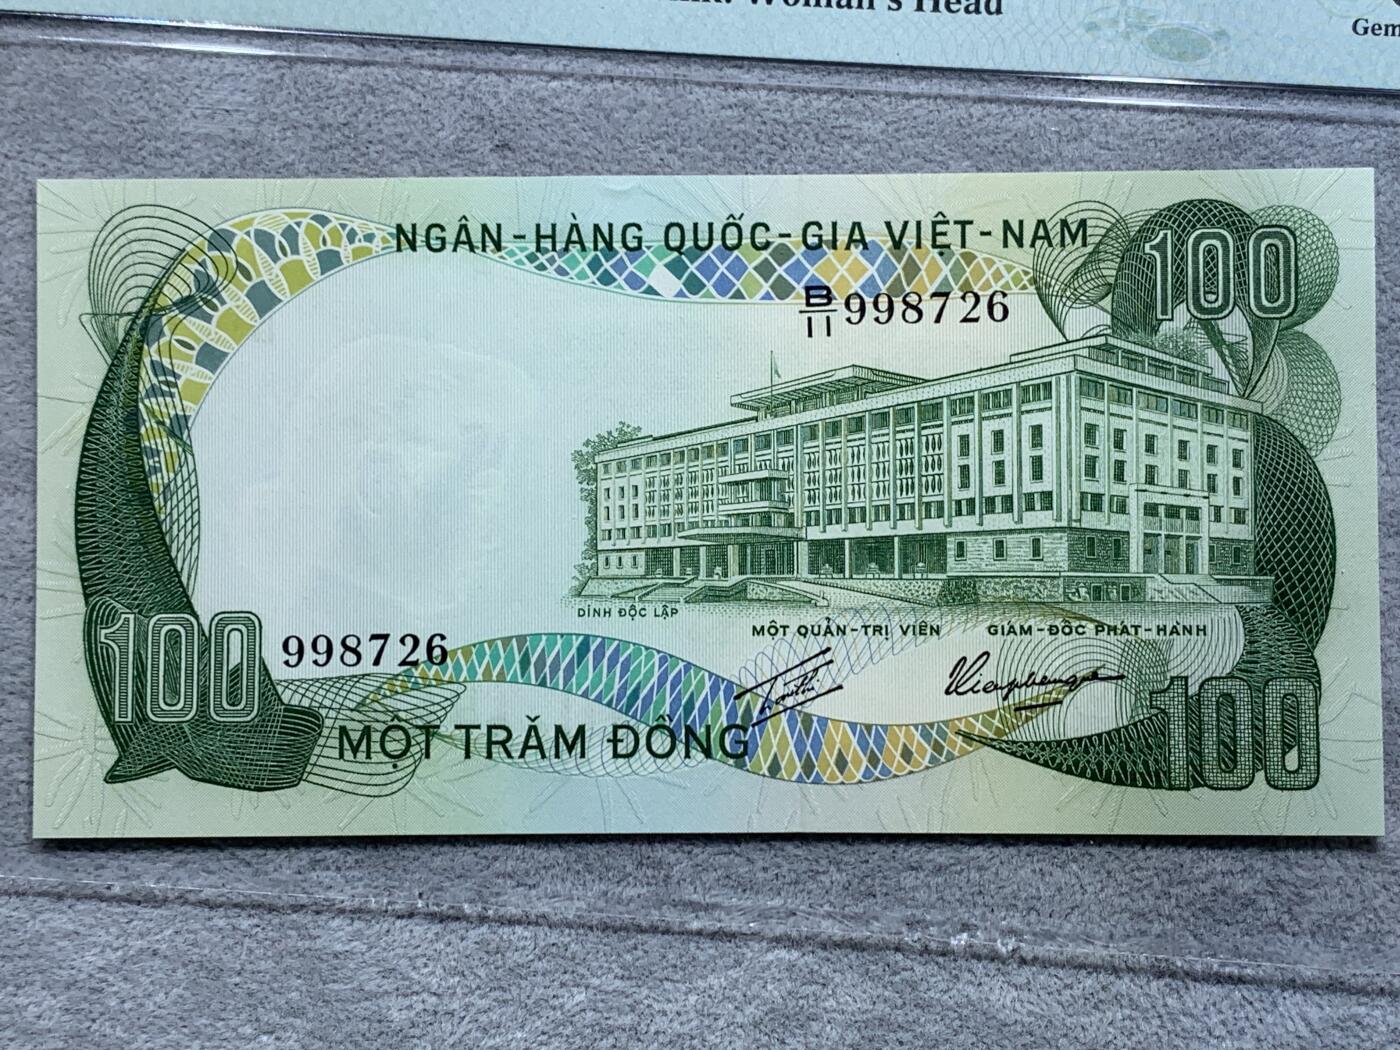 Woman's Head
Gem
NGÂN-HÀNG QUỐC-GIA VIỆT-NAM
100
B/11 998726
DINH ĐỘC LẬP
MỘT QUẢN-TRỊ VIÊN
GIÁM-ĐỐC PHÁT-HÀNH
100
998726
MỘT TRĂM ĐỒNG
100